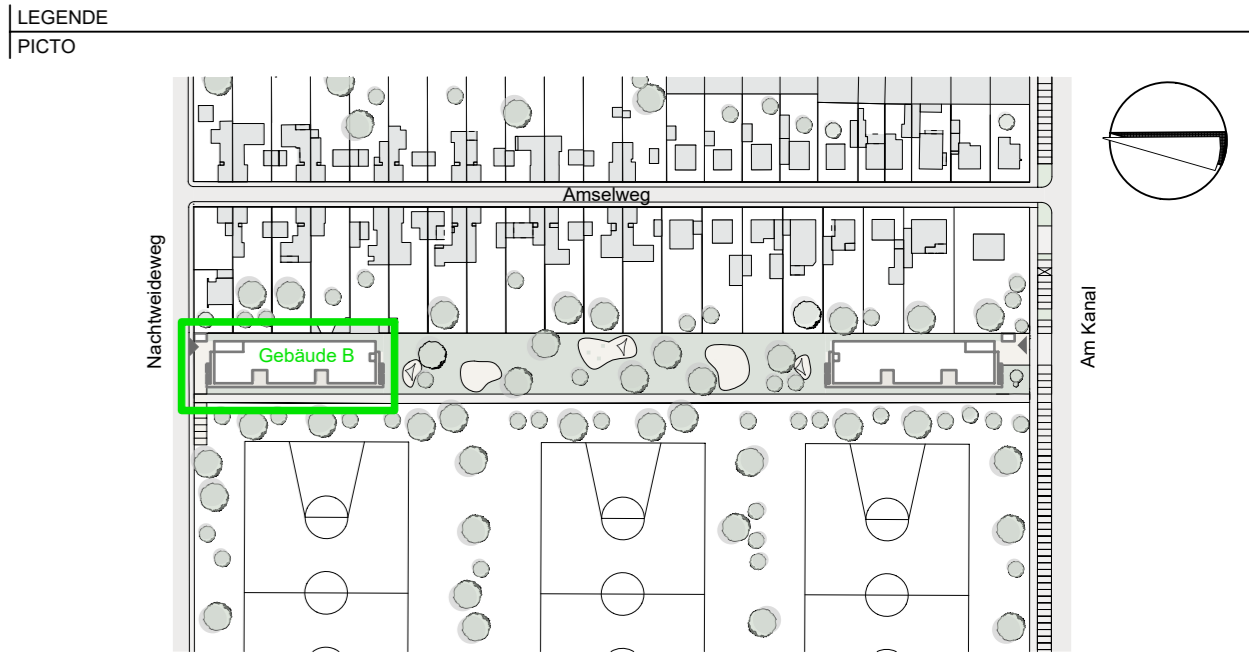 LEGENDE
PICTO
Amselweg
Nachtweideweg
Am Kanal
Gebäude B